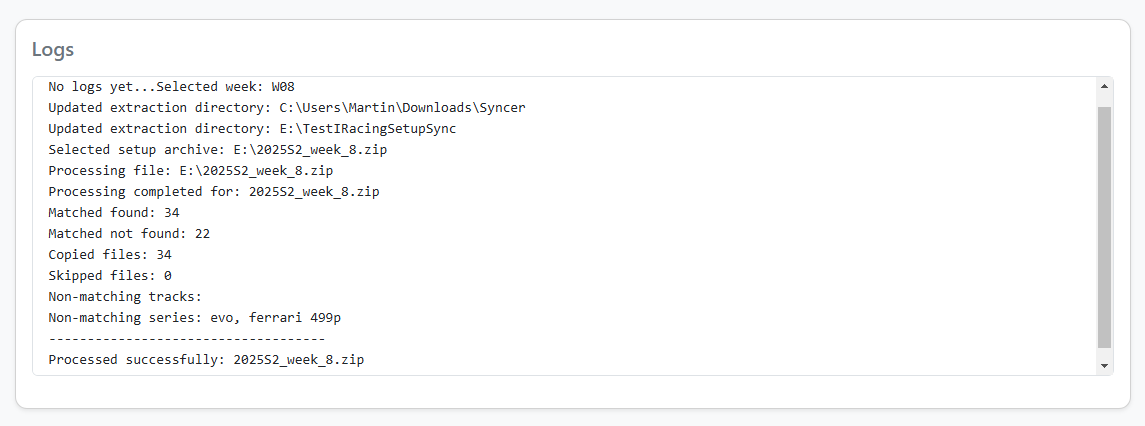 Logs
No logs yet...Selected week: W08
Updated extraction directory: C:\Users\Martin\Downloads\Syncer
Updated extraction directory: E:\TestIRacingSetupSync
Selected setup archive: E:\2025S2_week_8.zip
Processing file: E:\2025S2_week_8.zip
Processing completed for: 2025S2_week_8.zip
Matched found: 34
Matched not found: 22
Copied files: 34
Skipped files: 0
Non-matching tracks:
Non-matching series: evo, ferrari 499p
------------------------------------
Processed successfully: 2025S2_week_8.zip